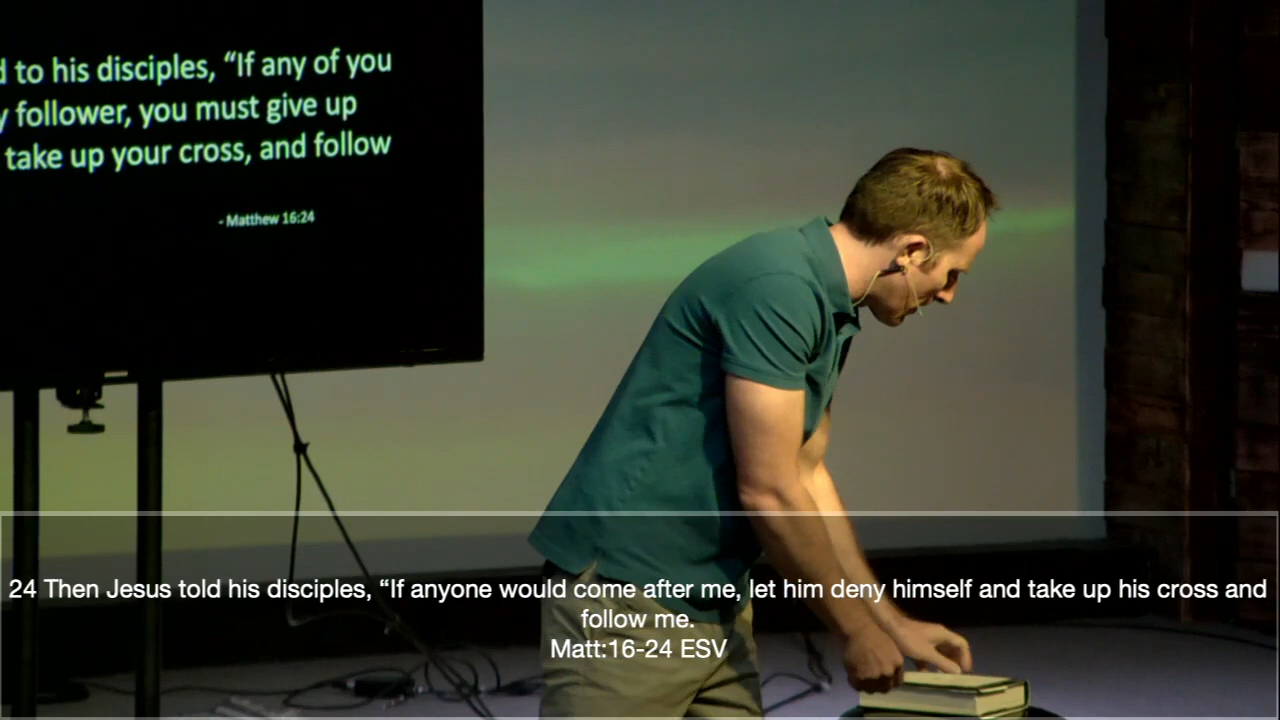 d to his disciples, “If any of you
y follower, you must give up
take up your cross, and follow
- Matthew 16:24
24 Then Jesus told his disciples, “If anyone would come after me, let him deny himself and take up his cross and
follow me.
Matt:16-24 ESV